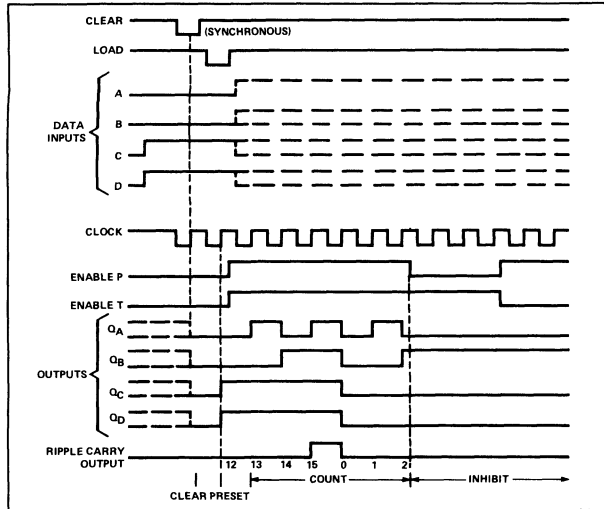 CLEAR
(SYNCHRONOUS)
LOAD
A
B
DATA
INPUTS
C
D
CLOCK
ENABLE P
ENABLE T
QA
QB
OUTPUTS
QC
QD
RIPPLE CARRY
OUTPUT
12 13 14 15 0 1 2
COUNT
INHIBIT
CLEAR PRESET